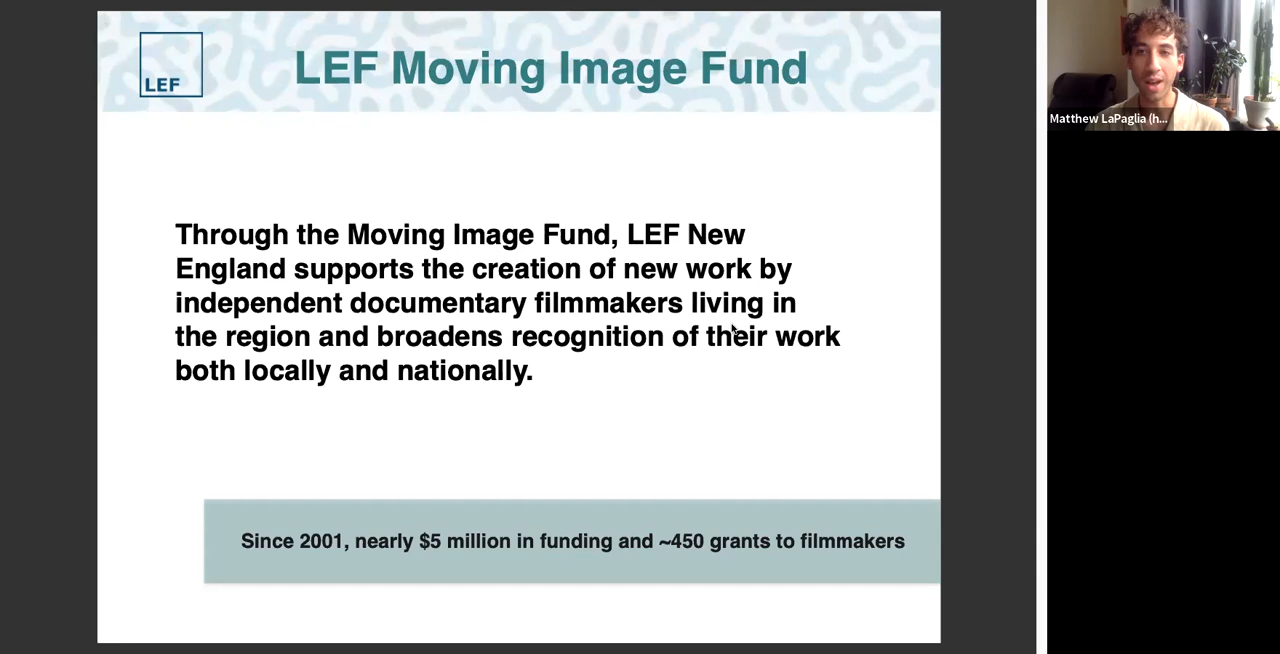 LEF
LEF Moving Image Fund
Through the Moving Image Fund, LEF New
England supports the creation of new work by
independent documentary filmmakers living in
the region and broadens recognition of their work
both locally and nationally.
Since 2001, nearly $5 million in funding and ~450 grants to filmmakers
Matthew LaPaglia (h...